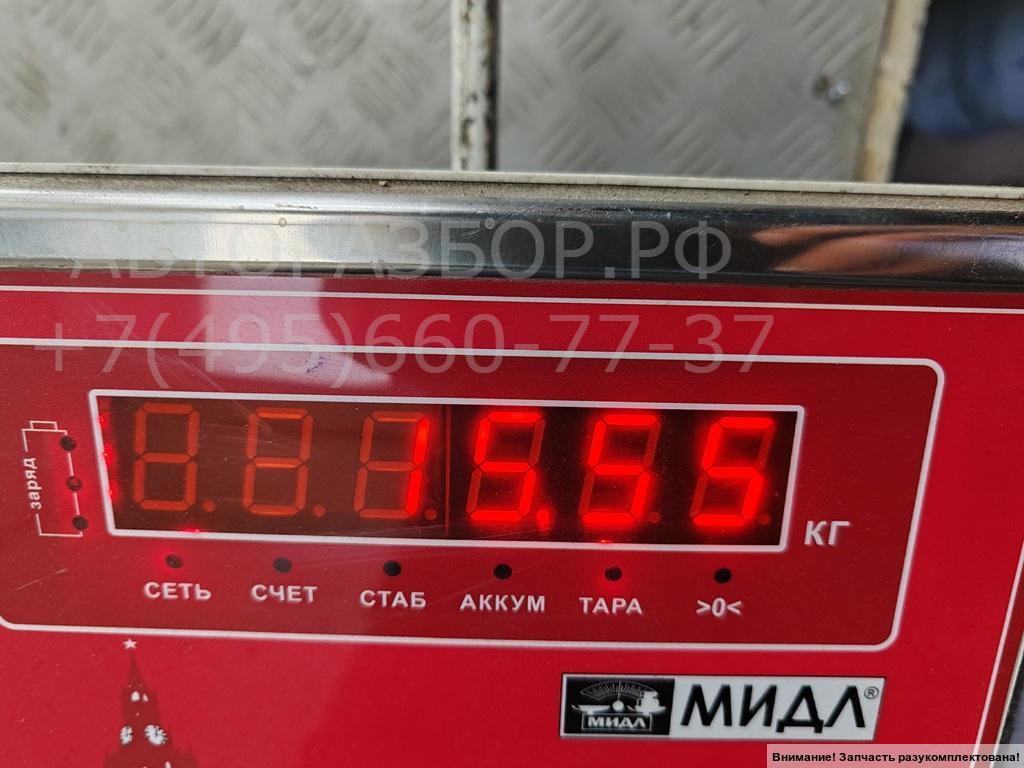 АВТОРАЗБОР.РФ
+7(495)660-77-37
заряд
15.55
КГ
СЕТЬ СЧЕТ СТАБ АККУМ ТАРА >0<
МИДЛ МИДЛ®
Внимание! Запчасть разукомплектована!